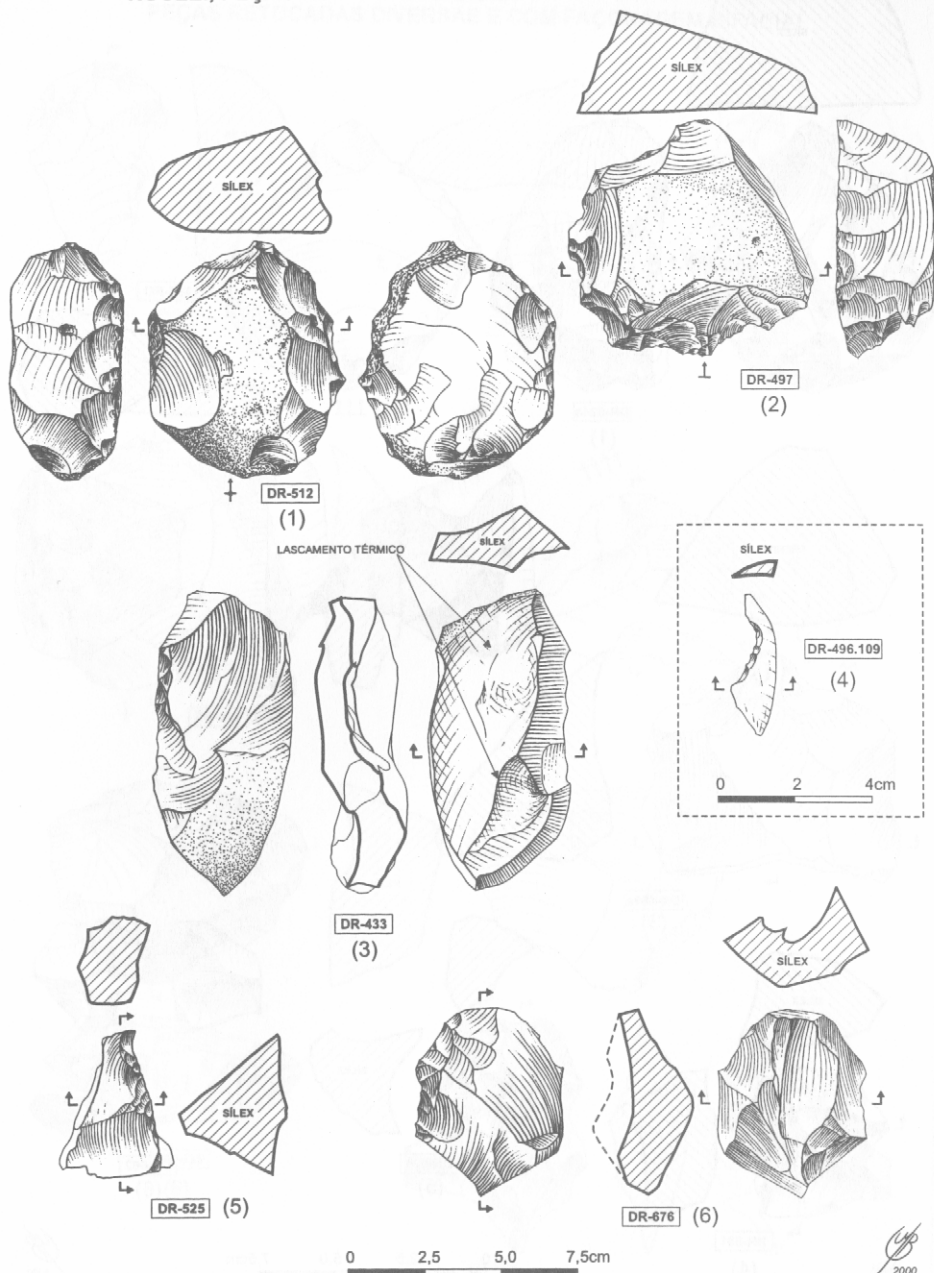 SÍLEX
SÍLEX
DR-497
(2)
DR-512
(1)
LASCAMENTO TÉRMICO
SÍLEX
SÍLEX
DR-496.109
(4)
0 2 4cm
DR-433
(3)
SÍLEX
SÍLEX
DR-525 (5)
DR-676 (6)
0 2,5 5,0 7,5cm
2000